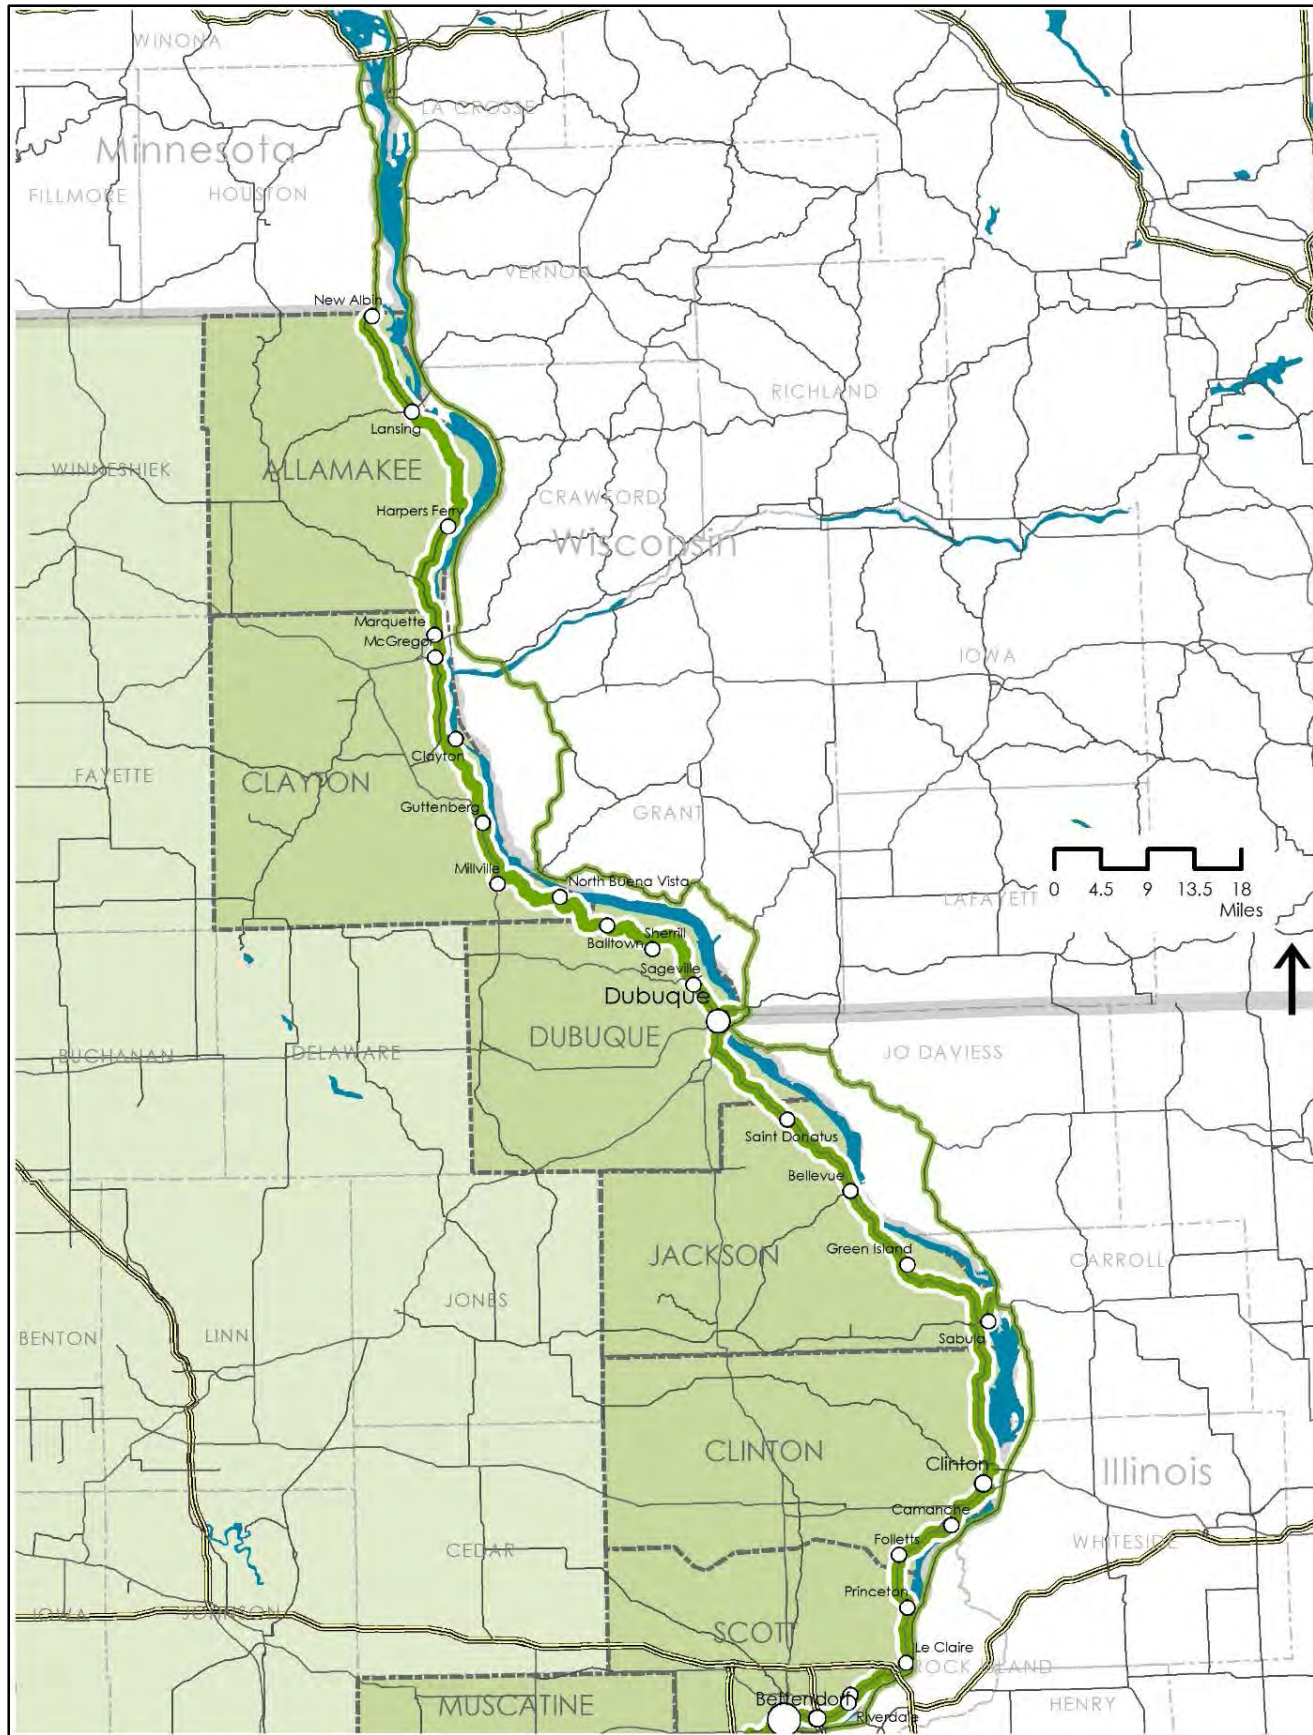 WINONA
LA CROSSE
Minnesota
FILLMORE
HOUSTON
VERNON
New Albin
RICHLAND
Lansing
WINNESHIEK
ALLAMAKEE
CRAWFORD
Harpers Ferry
Wisconsin
Marquette
McGregor
IOWA
Clayton
FAYETTE
CLAYTON
Guttenberg
GRANT
Millville
North Buena Vista
0 4.5 9 13.5 18
Miles
LAFAYETT
Balltown
Sherrill
Sageville
Dubuque
DUBUQUE
BUCHANAN
DELAWARE
JO DAVIESS
Saint Donatus
Bellevue
JACKSON
Green Island
CARROLL
JONES
BENTON
LINN
Sabula
CLINTON
Clinton
Illinois
Camanche
Folletts
WHITESIDE
CEDAR
Princeton
IOWA
JOHNSON
SCOTT
Le Claire
ROCK ISLAND
MUSCATINE
Bettendorf
Riverdale
HENRY